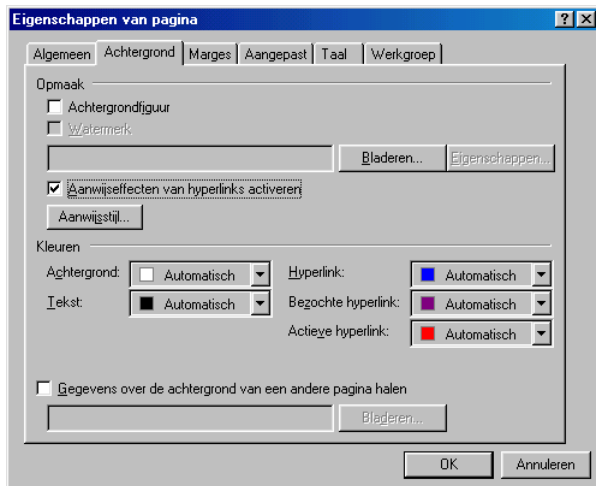 Eigenschappen van pagina
Algemeen Achtergrond Marges Aangepast Taal Werkgroep
Opmaak
Achtergrondfiguur
Watermerk
Bladeren... Eigenschappen...
Aanwijseffecten van hyperlinks activeren
Aanwijsstijl...
Kleuren
Achtergrond: Automatisch Hyperlink: Automatisch
Tekst: Automatisch Bezochte hyperlink: Automatisch
Actieve hyperlink: Automatisch
Gegevens over de achtergrond van een andere pagina halen
Bladeren...
OK Annuleren